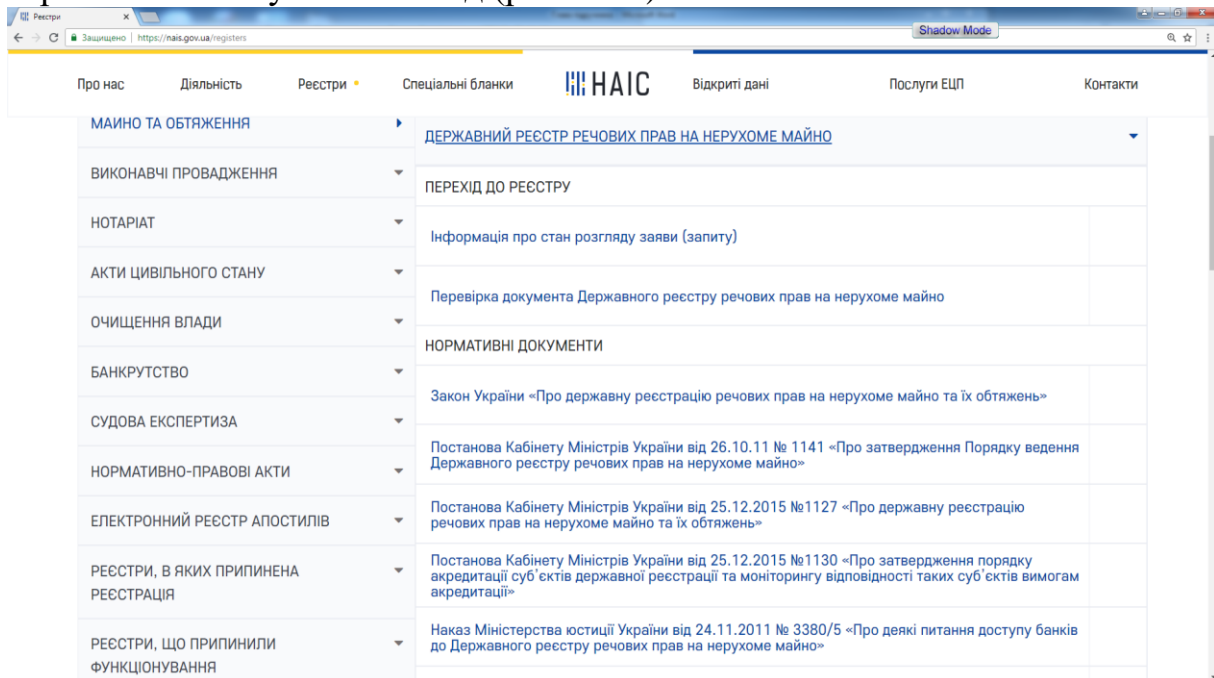 Реєстри
Shadow Mode
Защищено | https://nais.gov.ua/registers
Про нас Діяльність Реєстри Спеціальні бланки НАІС Відкриті дані Послуги ЕЦП Контакти
МАЙНО ТА ОБТЯЖЕННЯ
ВИКОНАВЧІ ПРОВАДЖЕННЯ
НОТАРІАТ
АКТИ ЦИВІЛЬНОГО СТАНУ
ОЧИЩЕННЯ ВЛАДИ
БАНКРУТСТВО
СУДОВА ЕКСПЕРТИЗА
НОРМАТИВНО-ПРАВОВІ АКТИ
ЕЛЕКТРОННИЙ РЕЄСТР АПОСТИЛІВ
РЕЄСТРИ, В ЯКИХ ПРИПИНЕНА
РЕЄСТРАЦІЯ
РЕЄСТРИ, ЩО ПРИПИНИЛИ
ФУНКЦІОНУВАННЯ
ДЕРЖАВНИЙ РЕЄСТР РЕЧОВИХ ПРАВ НА НЕРУХОМЕ МАЙНО
ПЕРЕХІД ДО РЕЄСТРУ
Інформація про стан розгляду заяви (запиту)
Перевірка документа Державного реєстру речових прав на нерухоме майно
НОРМАТИВНІ ДОКУМЕНТИ
Закон України «Про державну реєстрацію речових прав на нерухоме майно та їх обтяжень»
Постанова Кабінету Міністрів України від 26.10.11 № 1141 «Про затвердження Порядку ведення
Державного реєстру речових прав на нерухоме майно»
Постанова Кабінету Міністрів України від 25.12.2015 №1127 «Про державну реєстрацію
речових прав на нерухоме майно та їх обтяжень»
Постанова Кабінету Міністрів України від 25.12.2015 №1130 «Про затвердження порядку
акредитації суб'єктів державної реєстрації та моніторингу відповідності таких суб'єктів вимогам
акредитації»
Наказ Міністерства юстиції України від 24.11.2011 № 3380/5 «Про деякі питання доступу банків
до Державного реєстру речових прав на нерухоме майно»